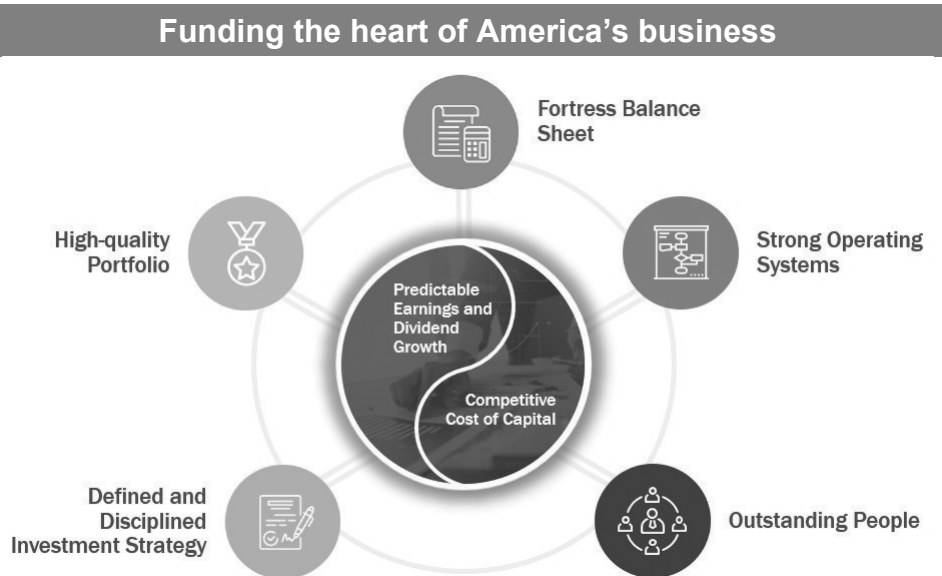 Funding the heart of America’s business
Fortress Balance
Sheet
High-quality
Portfolio
Strong Operating
Systems
Predictable
Earnings and
Dividend
Growth
Competitive
Cost of Capital
Defined and
Disciplined
Investment Strategy
Outstanding People